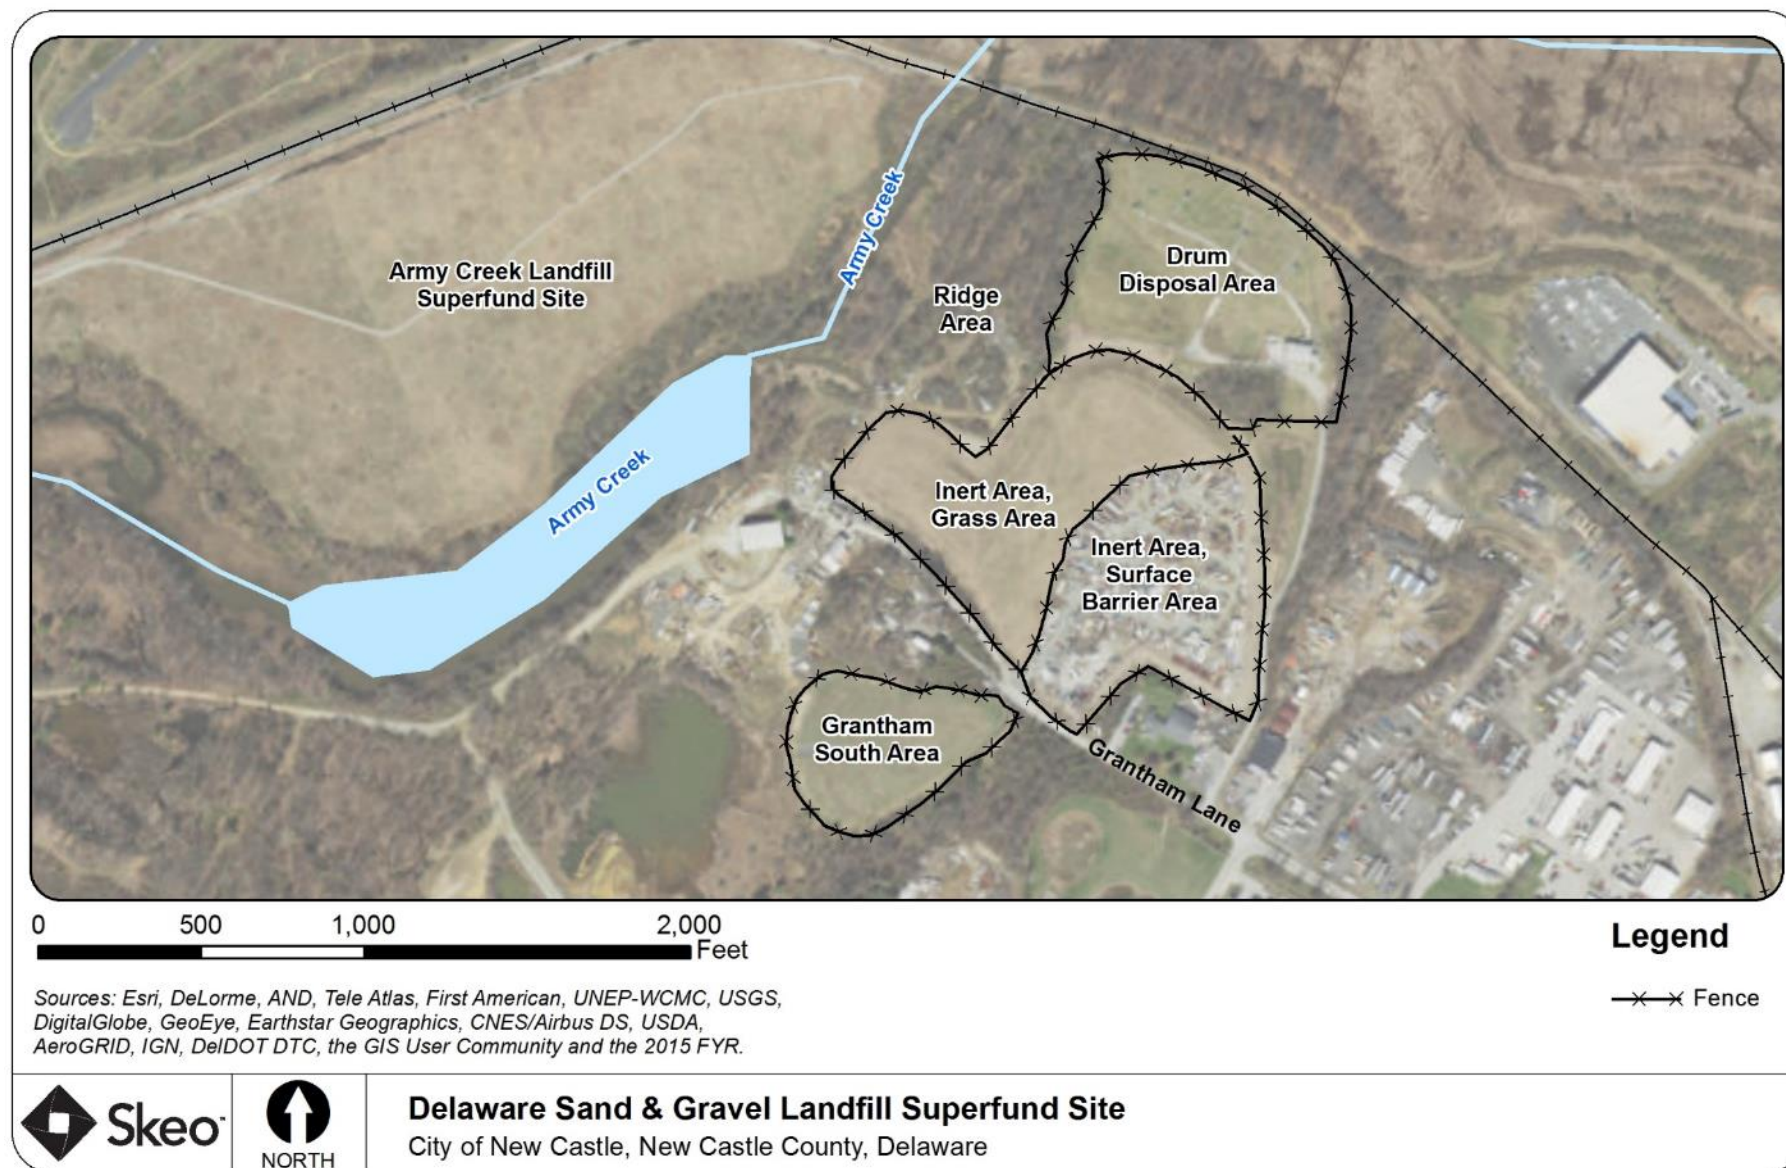 Army Creek Landfill
Superfund Site
Army Creek
Army Creek
Ridge
Area
Drum
Disposal Area
Inert Area,
Grass Area
Inert Area,
Surface
Barrier Area
Grantham
South Area
Grantham Lane
0 500 1,000 2,000
Feet
Legend
Fence
Sources: Esri, DeLorme, AND, Tele Atlas, First American, UNEP-WCMC, USGS,
DigitalGlobe, GeoEye, Earthstar Geographics, CNES/Airbus DS, USDA,
AeroGRID, IGN, DelDOT DTC, the GIS User Community and the 2015 FYR.
Skeo
NORTH
Delaware Sand & Gravel Landfill Superfund Site
City of New Castle, New Castle County, Delaware